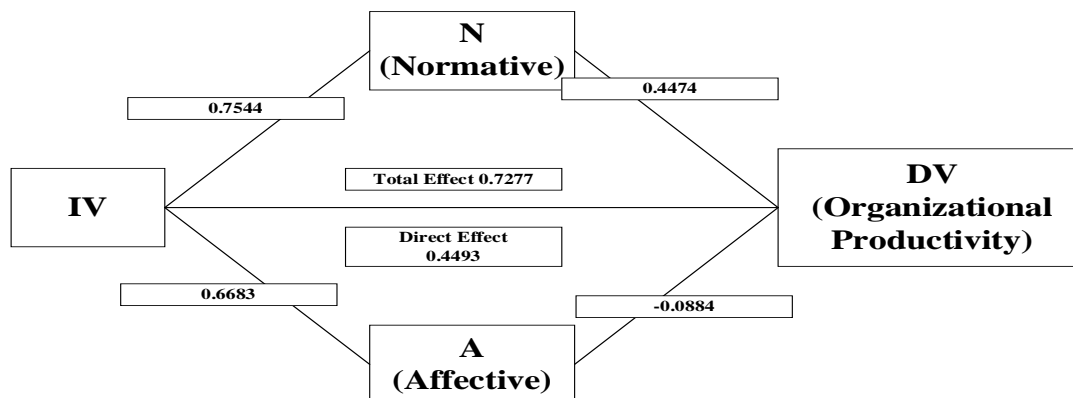 N
(Normative)
0.7544
0.4474
Total Effect 0.7277
IV
DV
(Organizational
Productivity)
Direct Effect
0.4493
0.6683
-0.0884
A
(Affective)